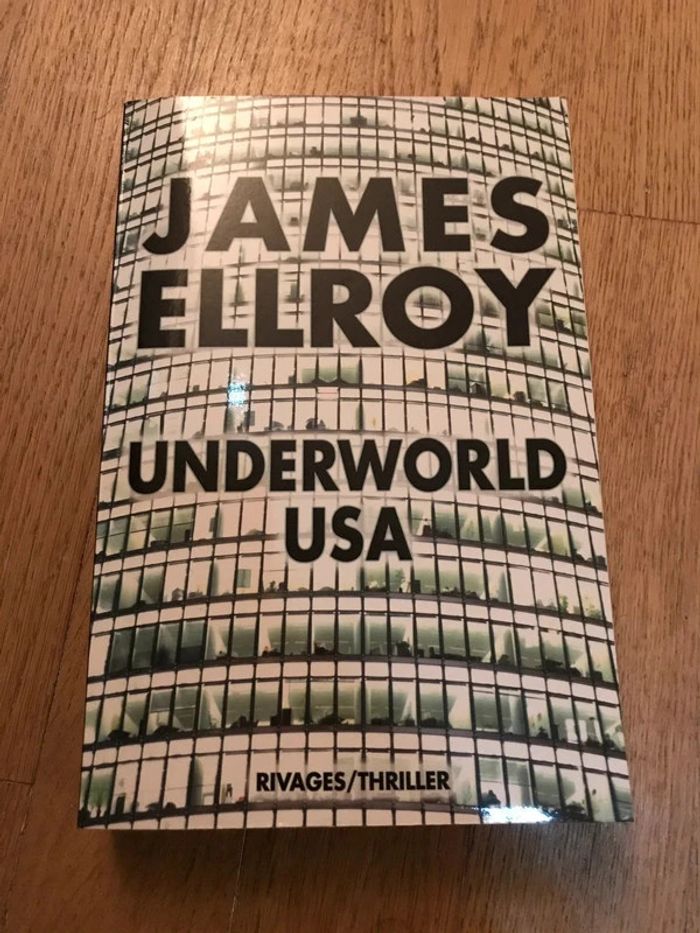 JAMES
ELLROY
UNDERWORLD
USA
RIVAGES/THRILLER